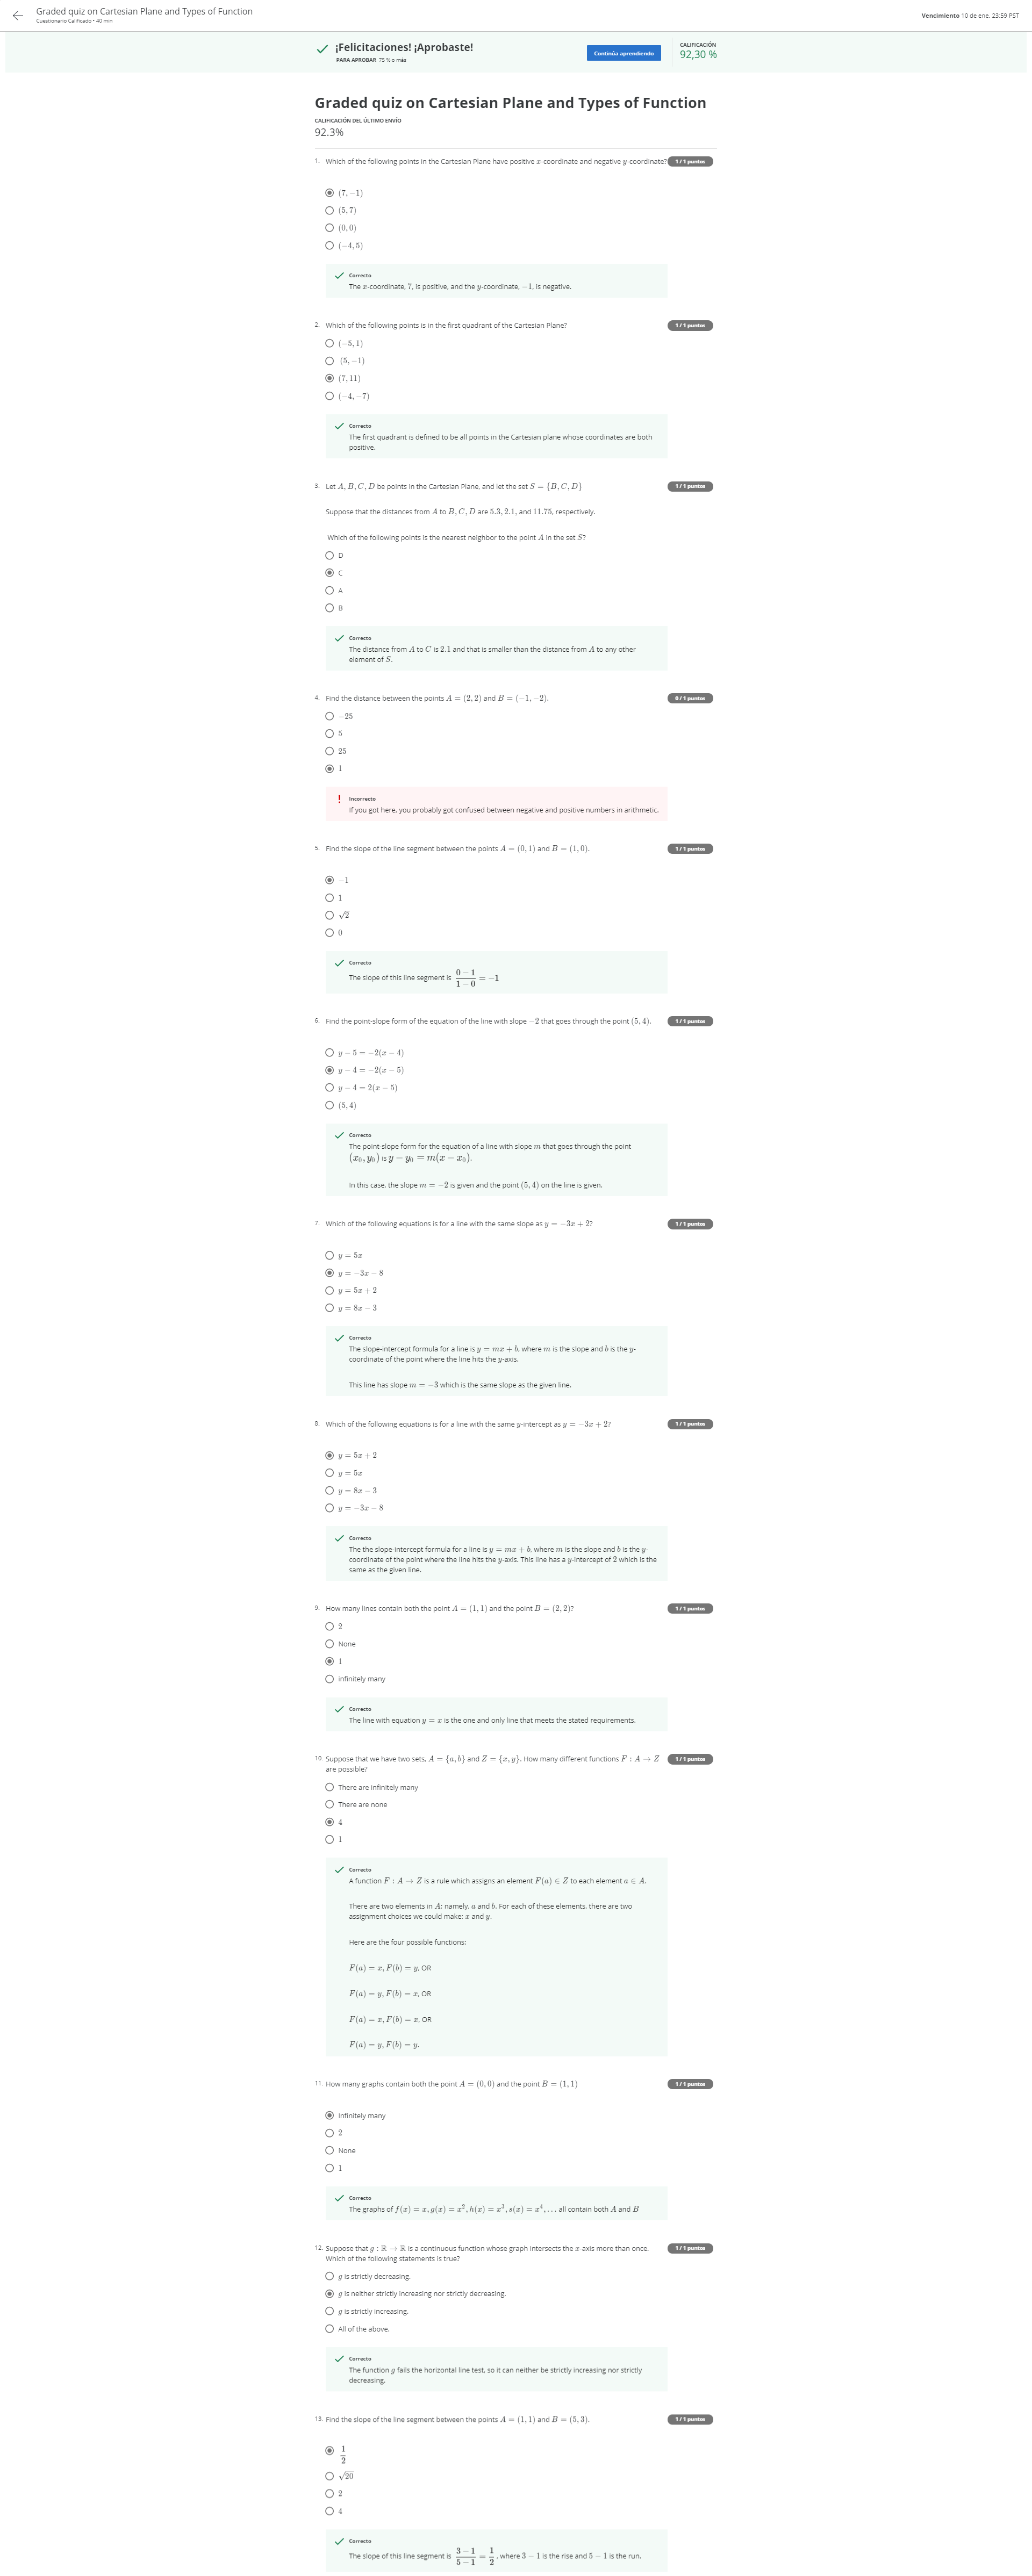 Graded quiz on Cartesian Plane and Types of Function
Cuestionario Calificado • 40 min
Vencimiento 10 de ene. 23:59 PST
¡Felicitaciones! ¡Aprobaste!
PARA APROBAR 75 % o más
Continúa aprendiendo
CALIFICACIÓN
92,30 %
Graded quiz on Cartesian Plane and Types of Function
CALIFICACIÓN DEL ÚLTIMO ENVÍO
92.3%
1. Which of the following points in the Cartesian Plane have positive x-coordinate and negative y-coordinate? 1 / 1 puntos
(7, −1)
(5, 7)
(0, 0)
(−4, 5)
Correcto
The x-coordinate, 7, is positive, and the y-coordinate, −1, is negative.
2. Which of the following points is in the first quadrant of the Cartesian Plane? 1 / 1 puntos
(−5, 1)
(5, −1)
(7, 11)
(−4, −7)
Correcto
The first quadrant is defined to be all points in the Cartesian plane whose coordinates are both
positive.
3. Let A, B, C, D be points in the Cartesian Plane, and let the set S = {B, C, D} 1 / 1 puntos
Suppose that the distances from A to B, C, D are 5.3, 2.1, and 11.75, respectively.
Which of the following points is the nearest neighbor to the point A in the set S?
D
C
A
B
Correcto
The distance from A to C is 2.1 and that is smaller than the distance from A to any other
element of S.
4. Find the distance between the points A = (2, 2) and B = (−1, −2). 0 / 1 puntos
−25
5
25
1
Incorrecto
If you got here, you probably got confused between negative and positive numbers in arithmetic.
5. Find the slope of the line segment between the points A = (0, 1) and B = (1, 0). 1 / 1 puntos
−1
1
√2
0
Correcto
The slope of this line segment is (0 − 1)/(1 − 0) = −1
6. Find the point-slope form of the equation of the line with slope −2 that goes through the point (5, 4). 1 / 1 puntos
y − 5 = −2(x − 4)
y − 4 = −2(x − 5)
y − 4 = 2(x − 5)
(5, 4)
Correcto
The point-slope form for the equation of a line with slope m that goes through the point
(x₀, y₀) is y − y₀ = m(x − x₀).
In this case, the slope m = −2 is given and the point (5, 4) on the line is given.
7. Which of the following equations is for a line with the same slope as y = −3x + 2? 1 / 1 puntos
y = 5x
y = −3x − 8
y = 5x + 2
y = 8x − 3
Correcto
The slope-intercept formula for a line is y = mx + b, where m is the slope and b is the y-
coordinate of the point where the line hits the y-axis.
This line has slope m = −3 which is the same slope as the given line.
8. Which of the following equations is for a line with the same y-intercept as y = −3x + 2? 1 / 1 puntos
y = 5x + 2
y = 5x
y = 8x − 3
y = −3x − 8
Correcto
The the slope-intercept formula for a line is y = mx + b, where m is the slope and b is the y-
coordinate of the point where the line hits the y-axis. This line has a y-intercept of 2 which is the
same as the given line.
9. How many lines contain both the point A = (1, 1) and the point B = (2, 2)? 1 / 1 puntos
2
None
1
infinitely many
Correcto
The line with equation y = x is the one and only line that meets the stated requirements.
10. Suppose that we have two sets, A = {a, b} and Z = {x, y}. How many different functions F : A → Z 1 / 1 puntos
are possible?
There are infinitely many
There are none
4
1
Correcto
A function F : A → Z is a rule which assigns an element F(a) ∈ Z to each element a ∈ A.
There are two elements in A: namely, a and b. For each of these elements, there are two
assignment choices we could make: x and y.
Here are the four possible functions:
F(a) = x, F(b) = y, OR
F(a) = y, F(b) = x, OR
F(a) = x, F(b) = x, OR
F(a) = y, F(b) = y.
11. How many graphs contain both the point A = (0, 0) and the point B = (1, 1) 1 / 1 puntos
Infinitely many
2
None
1
Correcto
The graphs of f(x) = x, g(x) = x², h(x) = x³, s(x) = x⁴, . . . all contain both A and B
12. Suppose that g : ℝ → ℝ is a continuous function whose graph intersects the x-axis more than once. 1 / 1 puntos
Which of the following statements is true?
g is strictly decreasing.
g is neither strictly increasing nor strictly decreasing.
g is strictly increasing.
All of the above.
Correcto
The function g fails the horizontal line test, so it can neither be strictly increasing nor strictly
decreasing.
13. Find the slope of the line segment between the points A = (1, 1) and B = (5, 3). 1 / 1 puntos
1/2
√20
2
4
Correcto
The slope of this line segment is (3 − 1)/(5 − 1) = 1/2, where 3 − 1 is the rise and 5 − 1 is the run.